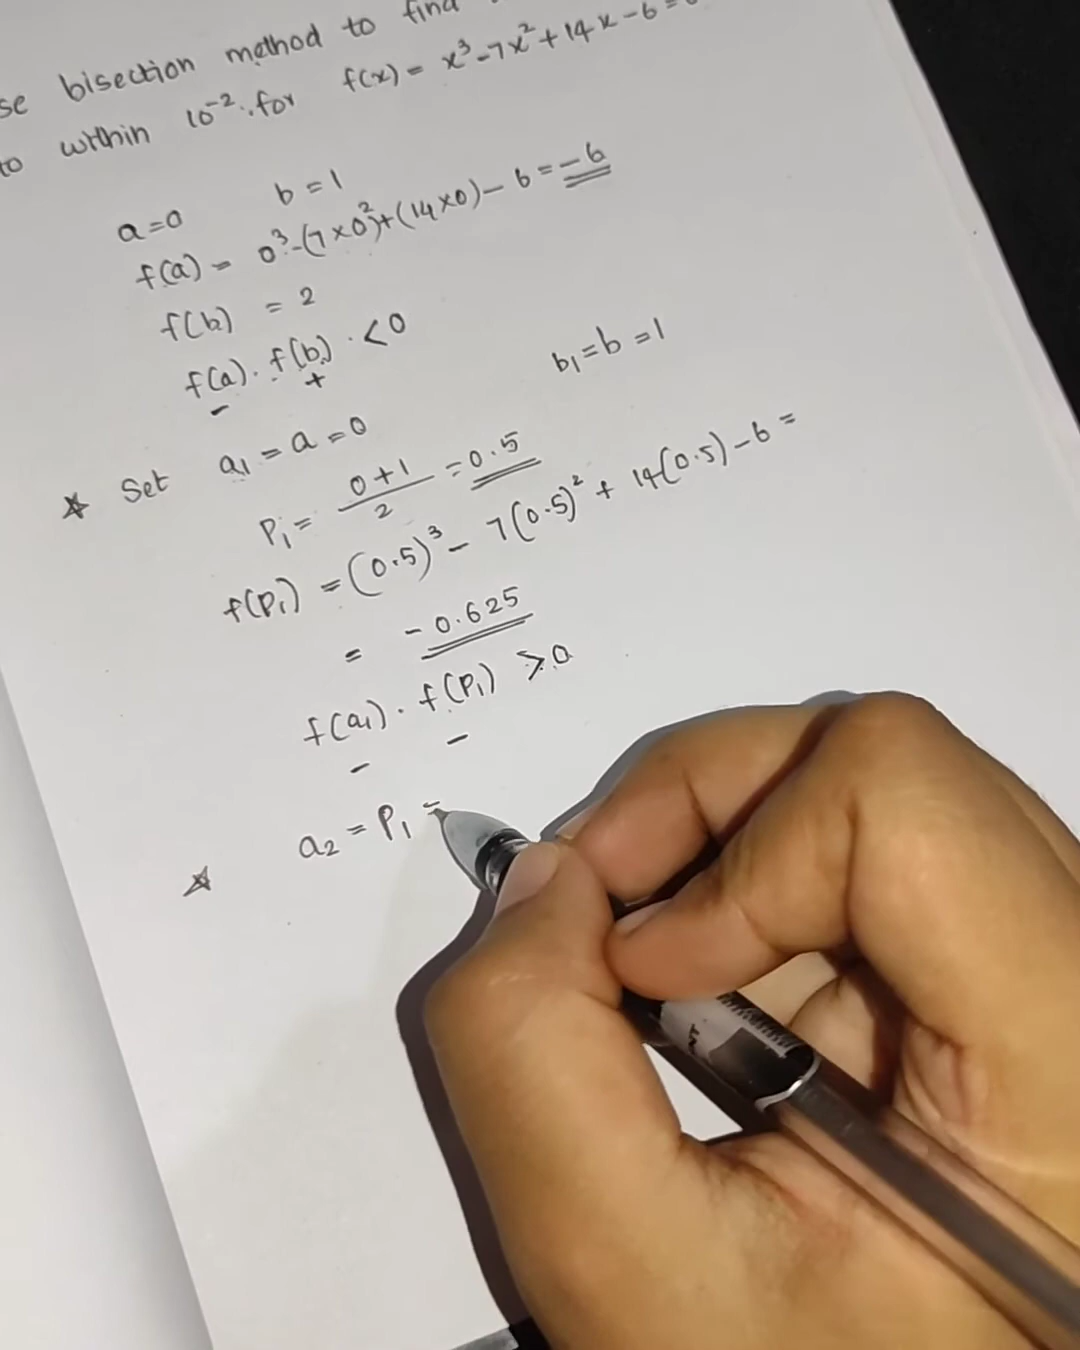 se bisection method to find
to within 10⁻². for f(x) = x³-7x²+14x-6=0
a=0 b=1
f(a) = 0³-(7×0²)+(14×0)-6=-6
f(b) = 2
f(a). f(b) . <0
- +
* Set a₁ = a = 0 b₁=b=1
P₁ = 0+1/2 = 0.5
f(P₁) = (0.5)³ - 7(0.5)² + 14(0.5)-6 =
= -0.625
f(a₁). f(P₁) >0
- -
* a₂ = P₁ =